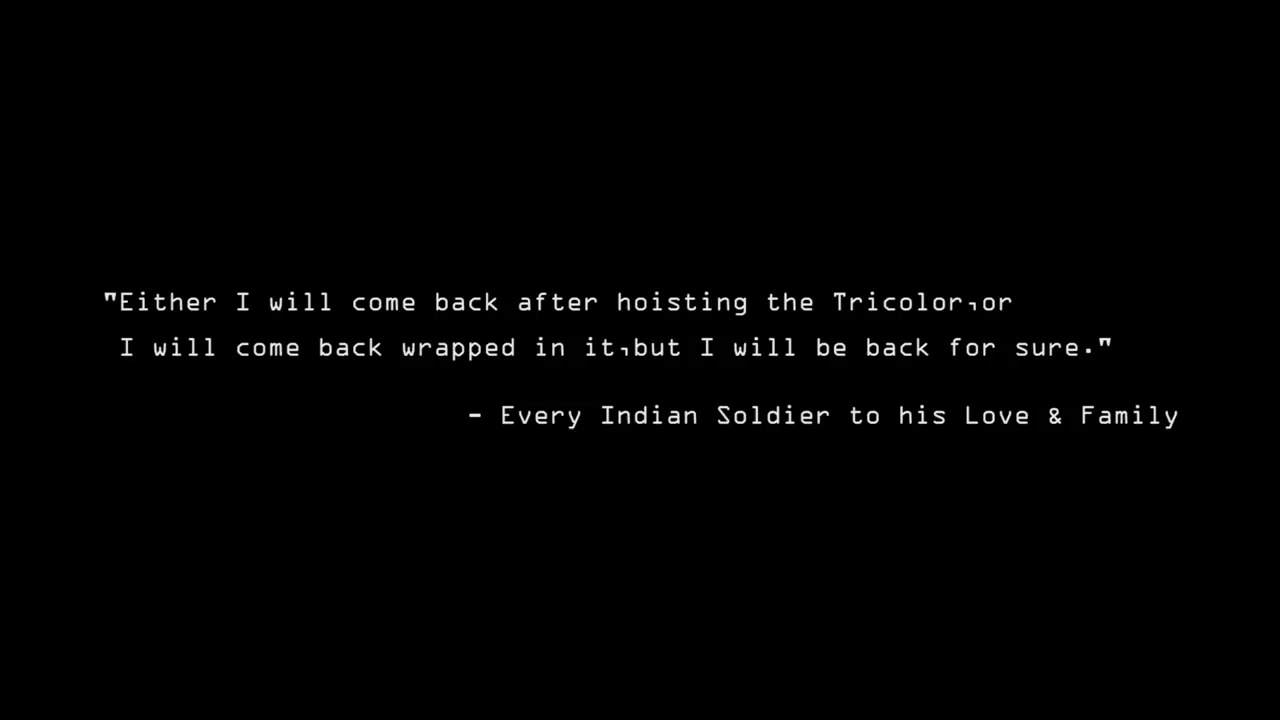 "Either I will come back after hoisting the Tricolor,or
I will come back wrapped in it,but I will be back for sure."
- Every Indian Soldier to his Love & Family